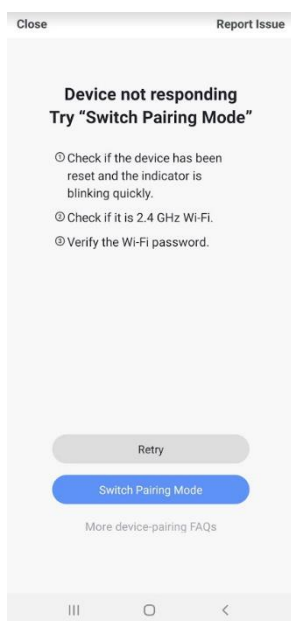 Close Report Issue
Device not responding
Try “Switch Pairing Mode”
① Check if the device has been
reset and the indicator is
blinking quickly.
② Check if it is 2.4 GHz Wi-Fi.
③ Verify the Wi-Fi password.
Retry
Switch Pairing Mode
More device-pairing FAQs